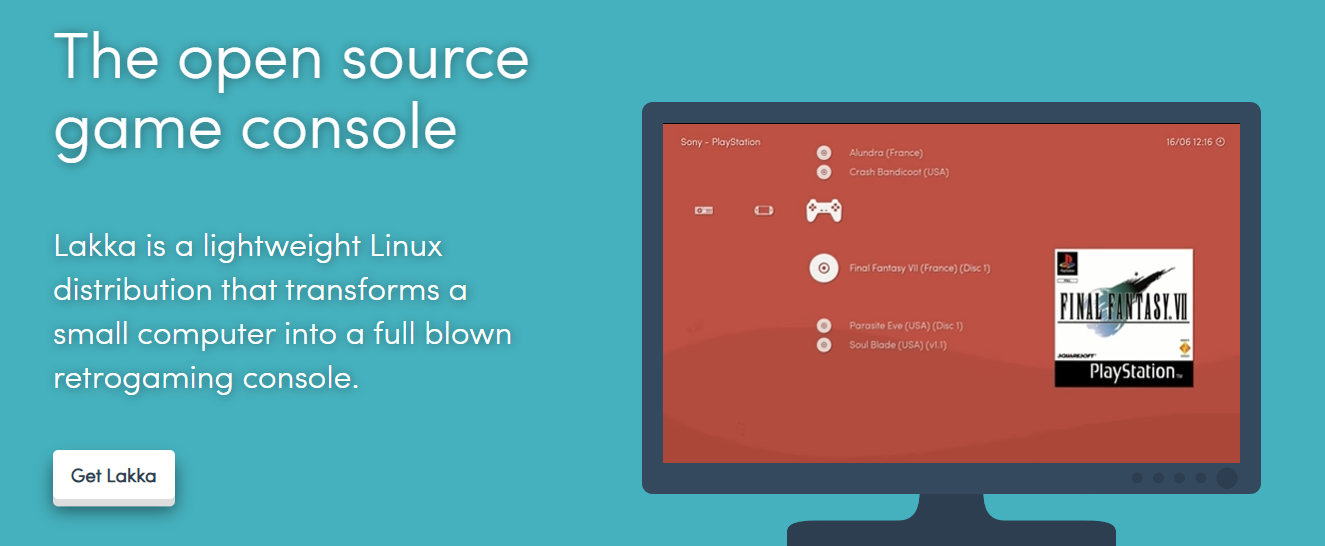 The open source
game console
Lakka is a lightweight Linux
distribution that transforms a
small computer into a full blown
retrogaming console.
Get Lakka
Sony - PlayStation
16/06 12:16
Alundra (France)
Crash Bandicoot (USA)
Final Fantasy VII (France) (Disc 1)
Parasite Eve (USA) (Disc 1)
Soul Blade (USA) (v1.1)
FINAL FANTASY.VII
SQUARESOFT
PlayStation™